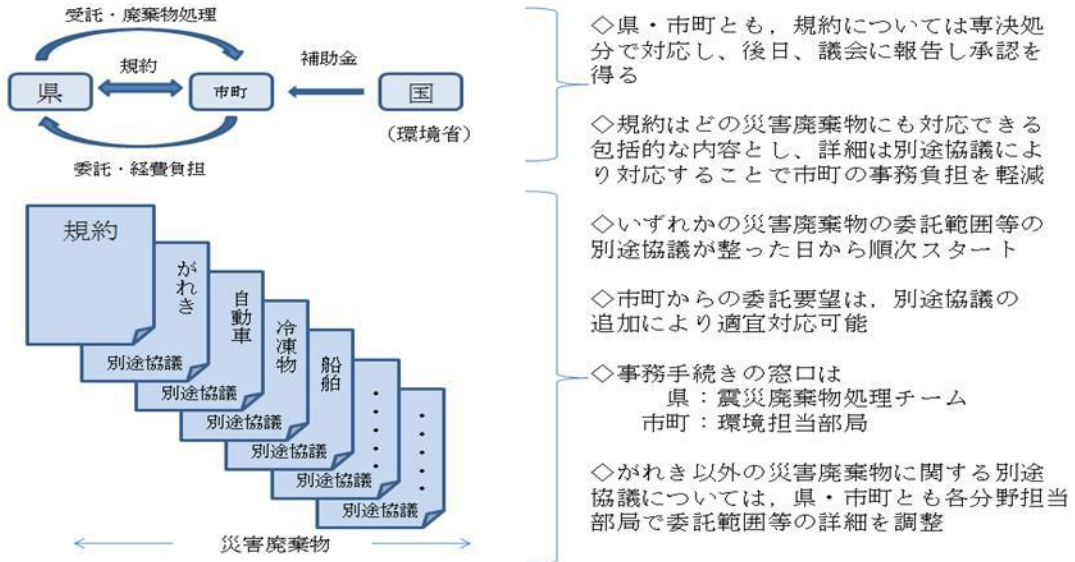 受託・廃棄物処理
県
規約
市町
補助金
国
(環境省)
委託・経費負担
規約
がれき
別途協議
自動車
別途協議
冷凍物
別途協議
船舶
別途協議
・・・・
別途協議
・・・・
別途協議
災害廃棄物
◇県・市町とも，規約については専決処
分で対応し、後日、議会に報告し承認を
得る
◇規約はどの災害廃棄物にも対応できる
包括的な内容とし、詳細は別途協議によ
り対応することで市町の事務負担を軽減
◇いずれかの災害廃棄物の委託範囲等の
別途協議が整った日から順次スタート
◇市町からの委託要望は，別途協議の
追加により適宜対応可能
◇事務手続きの窓口は
県：震災廃棄物処理チーム
市町：環境担当部局
◇がれき以外の災害廃棄物に関する別途
協議については，県・市町とも各分野担当
部局で委託範囲等の詳細を調整